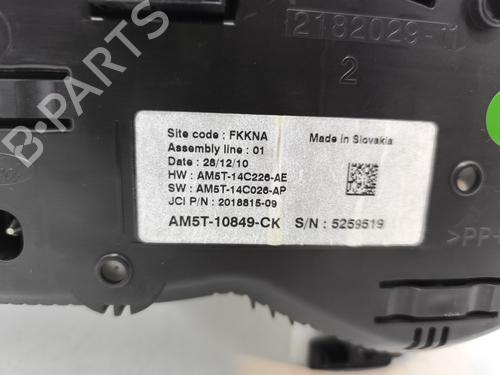 2182029-11
2
B-PARTS
Site code : FKKNA
Made in Slovakia
Assembly line : 01
Date : 28/12/10
HW : AM5T-14C226-AE
SW : AM5T-14C026-AP
JCI P/N : 2018815-09
AM5T-10849-CK S/N : 5259519
>PP-